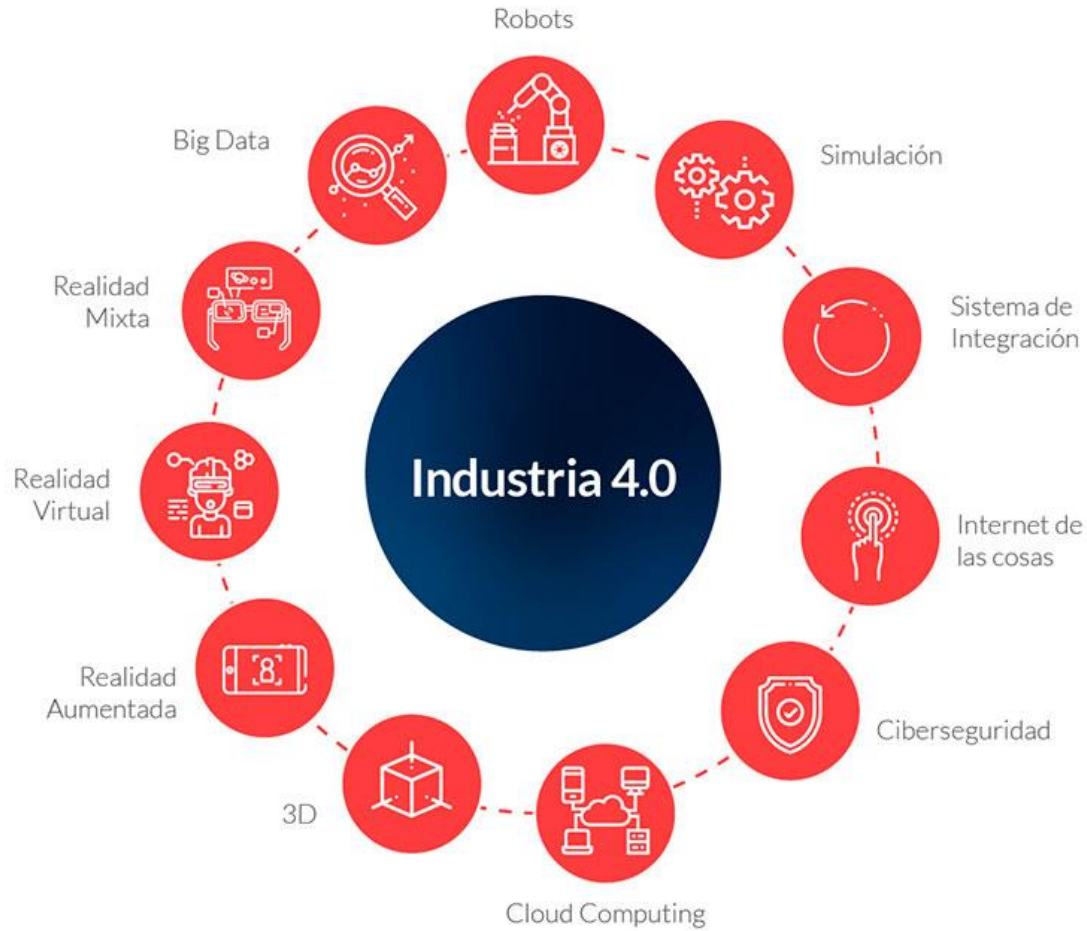 Robots
Big Data
Simulación
Realidad
Mixta
Sistema de
Integración
Industria 4.0
Realidad
Virtual
Internet de
las cosas
Realidad
Aumentada
Ciberseguridad
3D
Cloud Computing